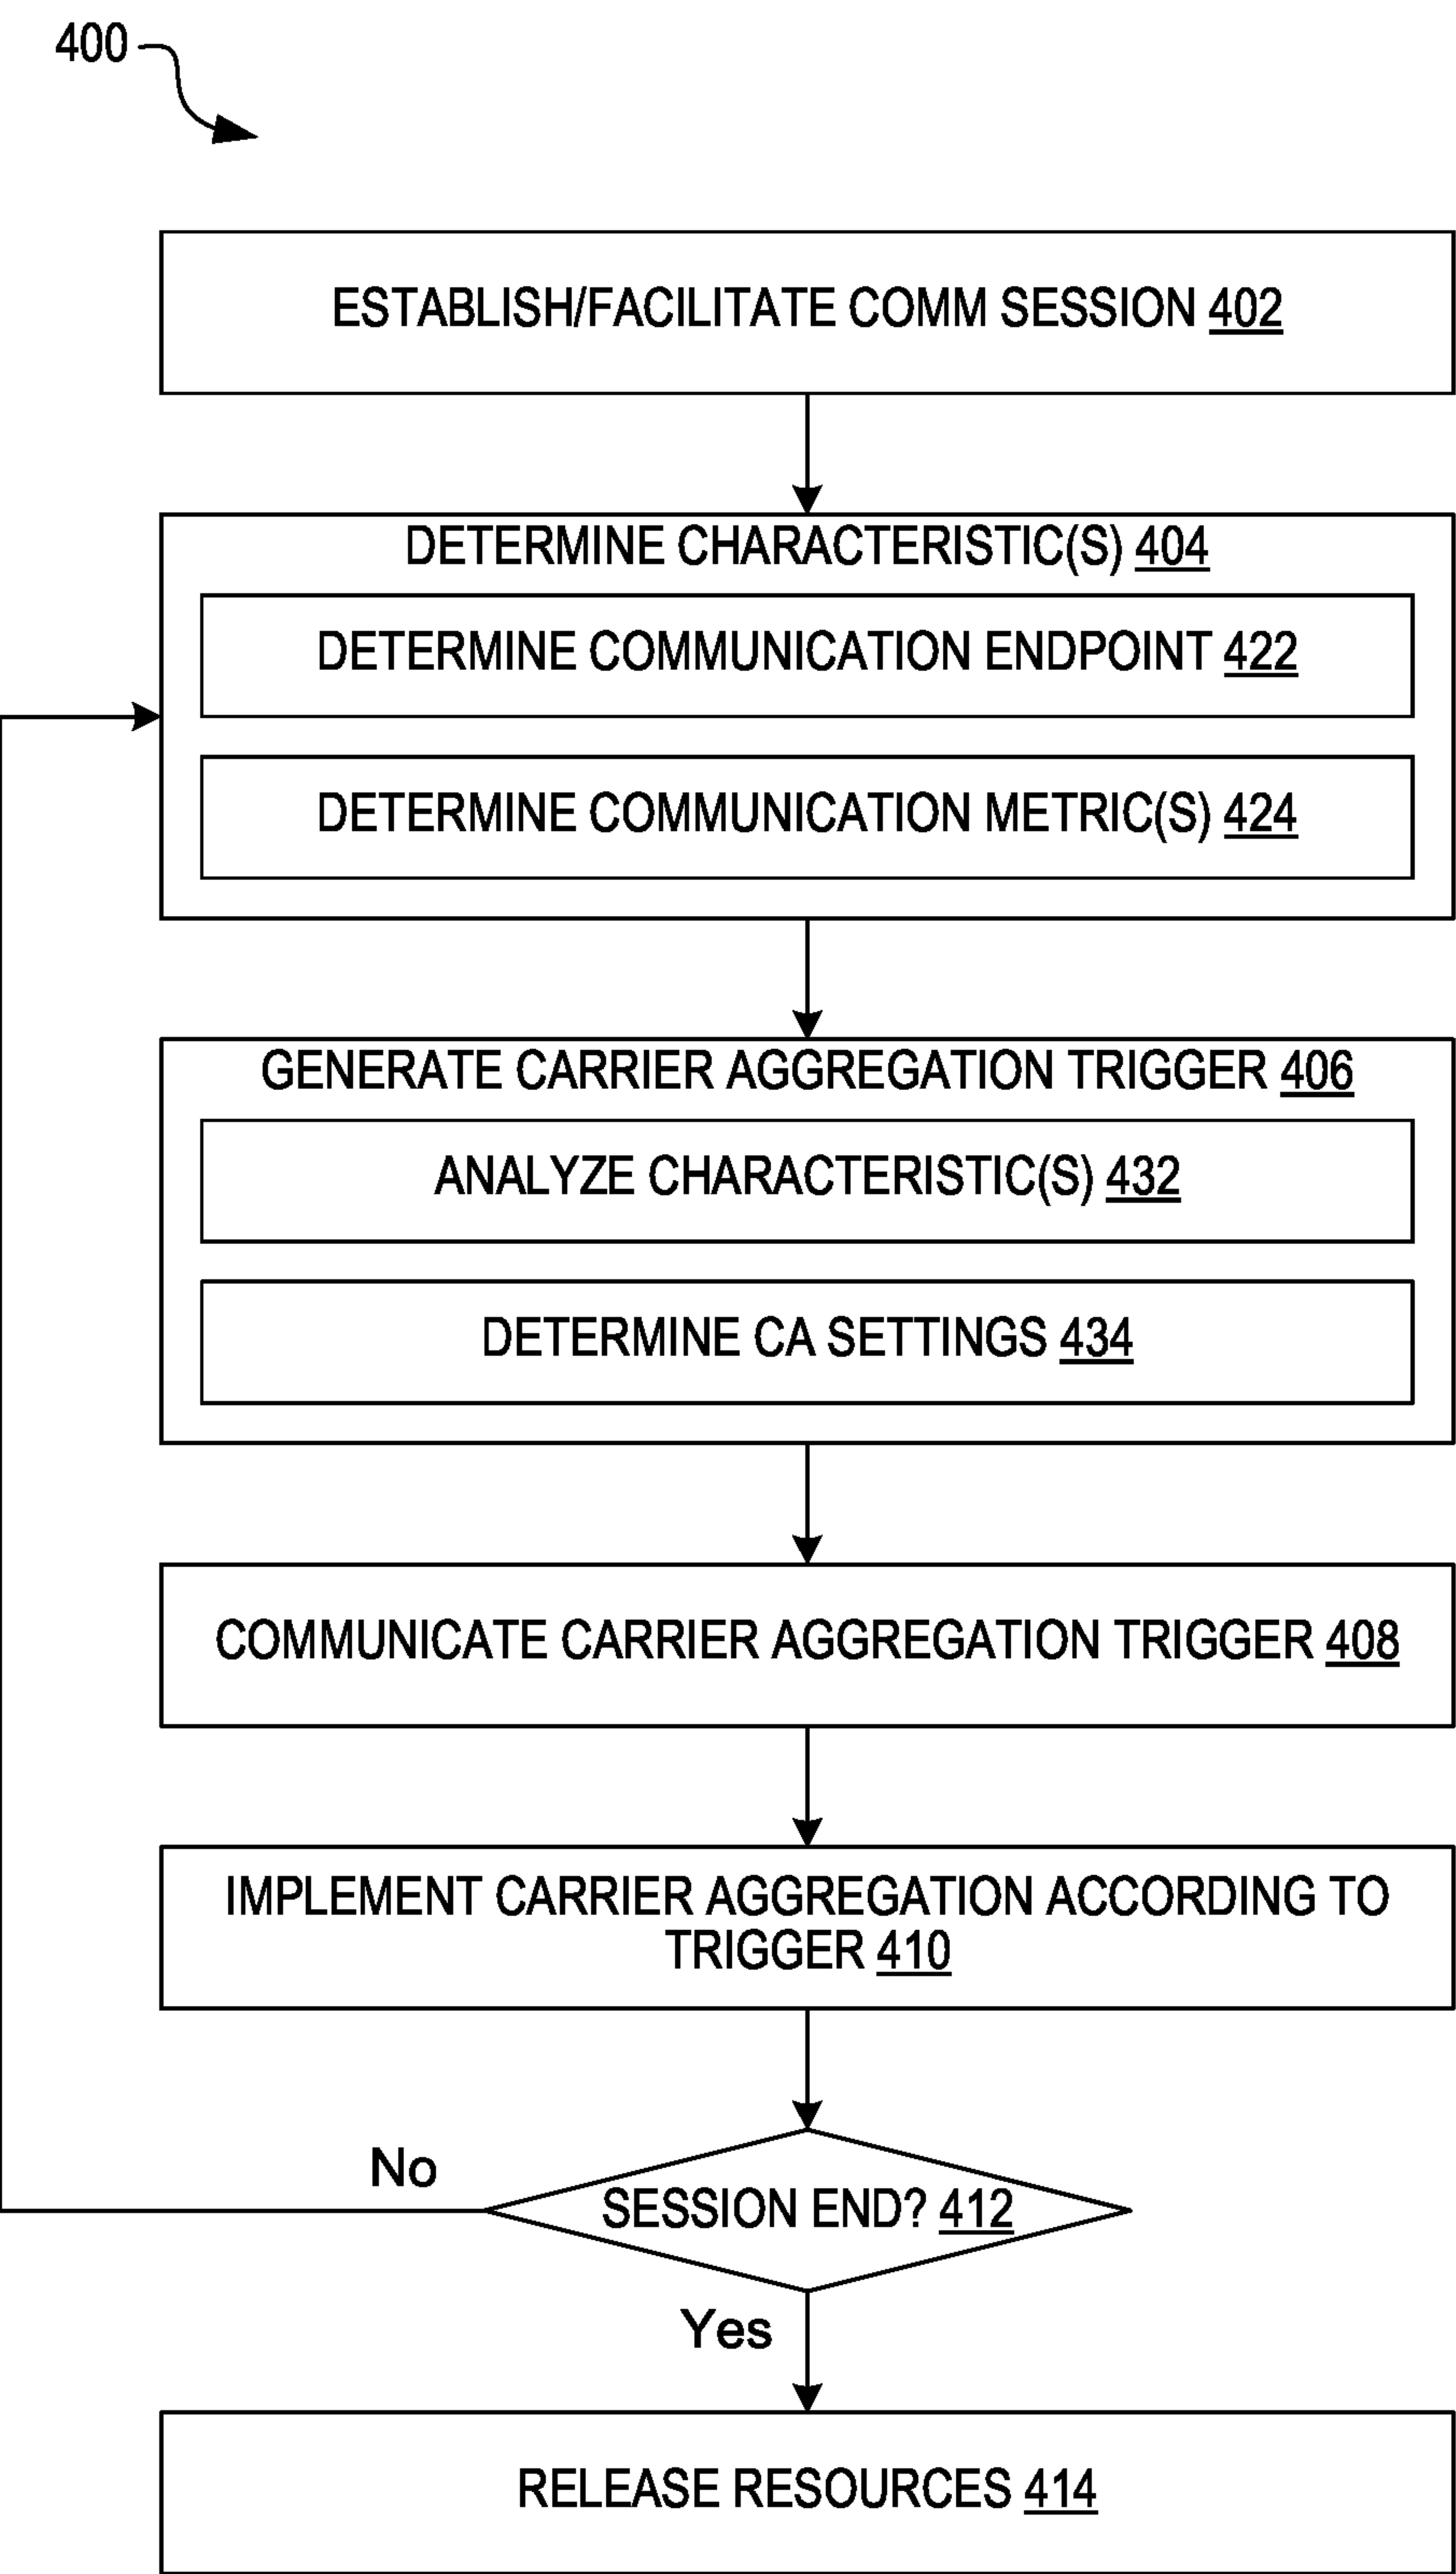 400
ESTABLISH/FACILITATE COMM SESSION 402
DETERMINE CHARACTERISTIC(S) 404
DETERMINE COMMUNICATION ENDPOINT 422
DETERMINE COMMUNICATION METRIC(S) 424
GENERATE CARRIER AGGREGATION TRIGGER 406
ANALYZE CHARACTERISTIC(S) 432
DETERMINE CA SETTINGS 434
COMMUNICATE CARRIER AGGREGATION TRIGGER 408
IMPLEMENT CARRIER AGGREGATION ACCORDING TO
TRIGGER 410
No
SESSION END? 412
Yes
RELEASE RESOURCES 414